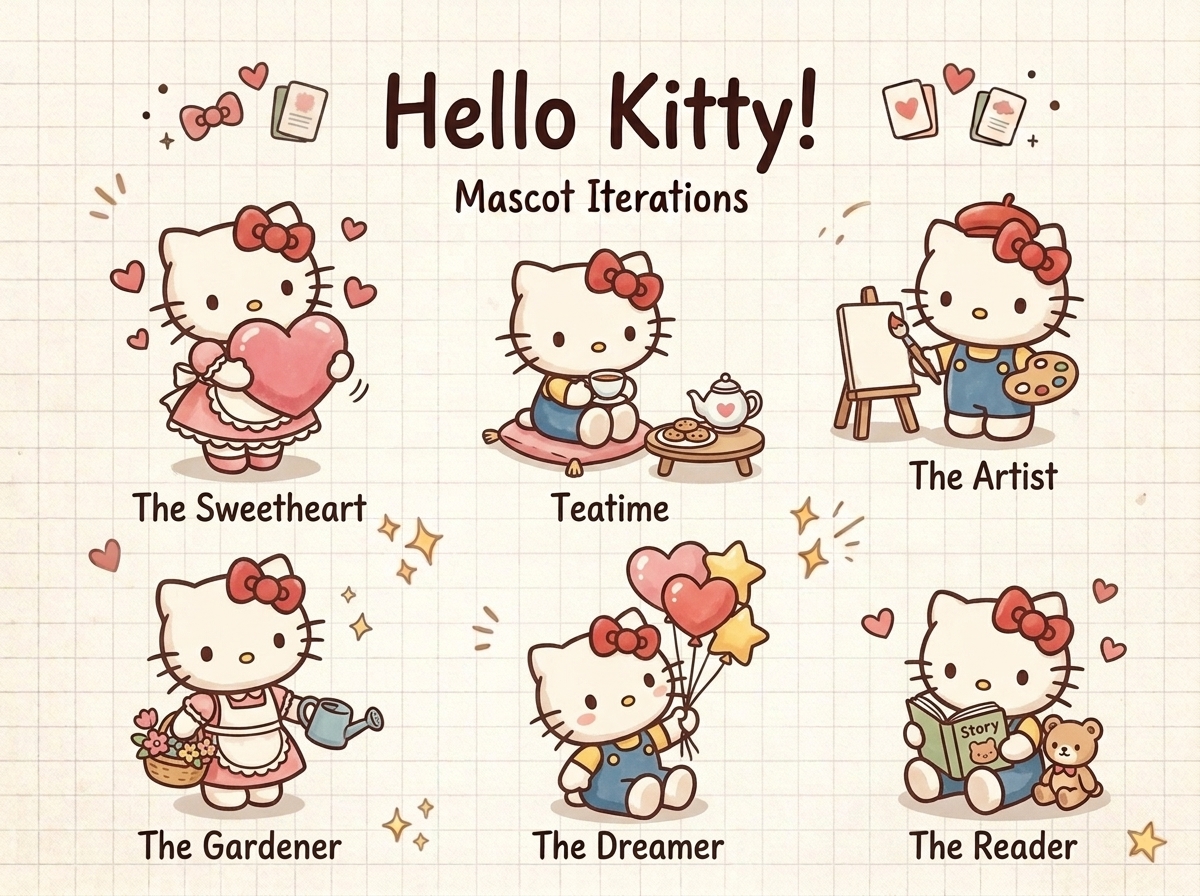 Hello Kitty!
Mascot Iterations
The Sweetheart
Teatime
The Artist
The Gardener
The Dreamer
Story
The Reader